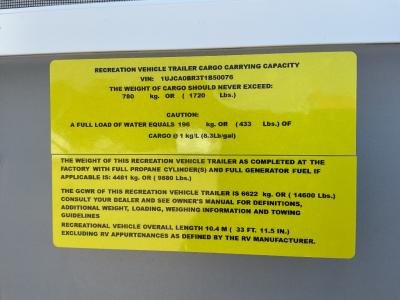 RECREATION VEHICLE TRAILER CARGO CARRYING CAPACITY
VIN: 1UJCA0BR3T1B50076
THE WEIGHT OF CARGO SHOULD NEVER EXCEED:
780 kg. OR ( 1720 Lbs.)
CAUTION:
A FULL LOAD OF WATER EQUALS 196 kg. OR (433 Lbs.) OF
CARGO @ 1 kg/L (8.3Lb/gal)
THE WEIGHT OF THIS RECREATION VEHICLE TRAILER AS COMPLETED AT THE
FACTORY WITH FULL PROPANE CYLINDER(S) AND FULL GENERATOR FUEL IF
APPLICABLE IS: 4481 kg. OR ( 9880 Lbs.)
THE GCWR OF THIS RECREATION VEHICLE TRAILER IS 6622 kg. OR ( 14600 Lbs.)
CONSULT YOUR DEALER AND SEE OWNER'S MANUAL FOR DEFINITIONS,
ADDITIONAL WEIGHT, LOADING, WEIGHING INFORMATION AND TOWING
GUIDELINES
RECREATIONAL VEHICLE OVERALL LENGTH 10.4 M ( 33 FT. 11.5 IN.)
EXCLUDING RV APPURTENANCES AS DEFINED BY THE RV MANUFACTURER.